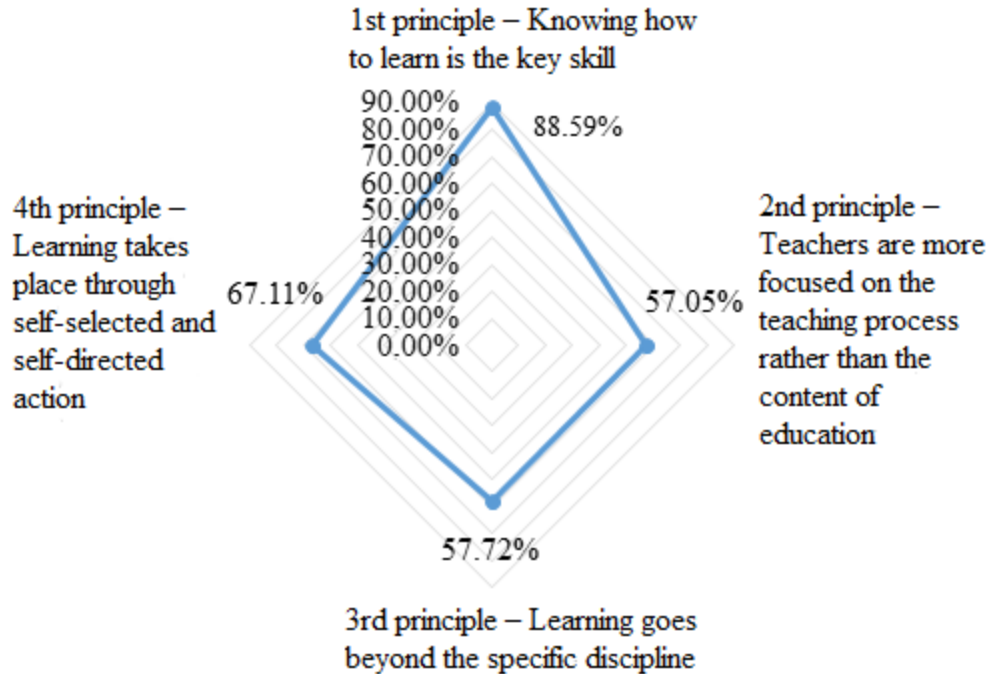 1st principle – Knowing how
to learn is the key skill
90.00%
80.00%
70.00%
60.00%
50.00%
40.00%
30.00%
20.00%
10.00%
0.00%
88.59%
2nd principle –
Teachers are more
focused on the
teaching process
rather than the
content of
education
57.05%
57.72%
3rd principle – Learning goes
beyond the specific discipline
4th principle –
Learning takes
place through
self-selected and
self-directed
action
67.11%